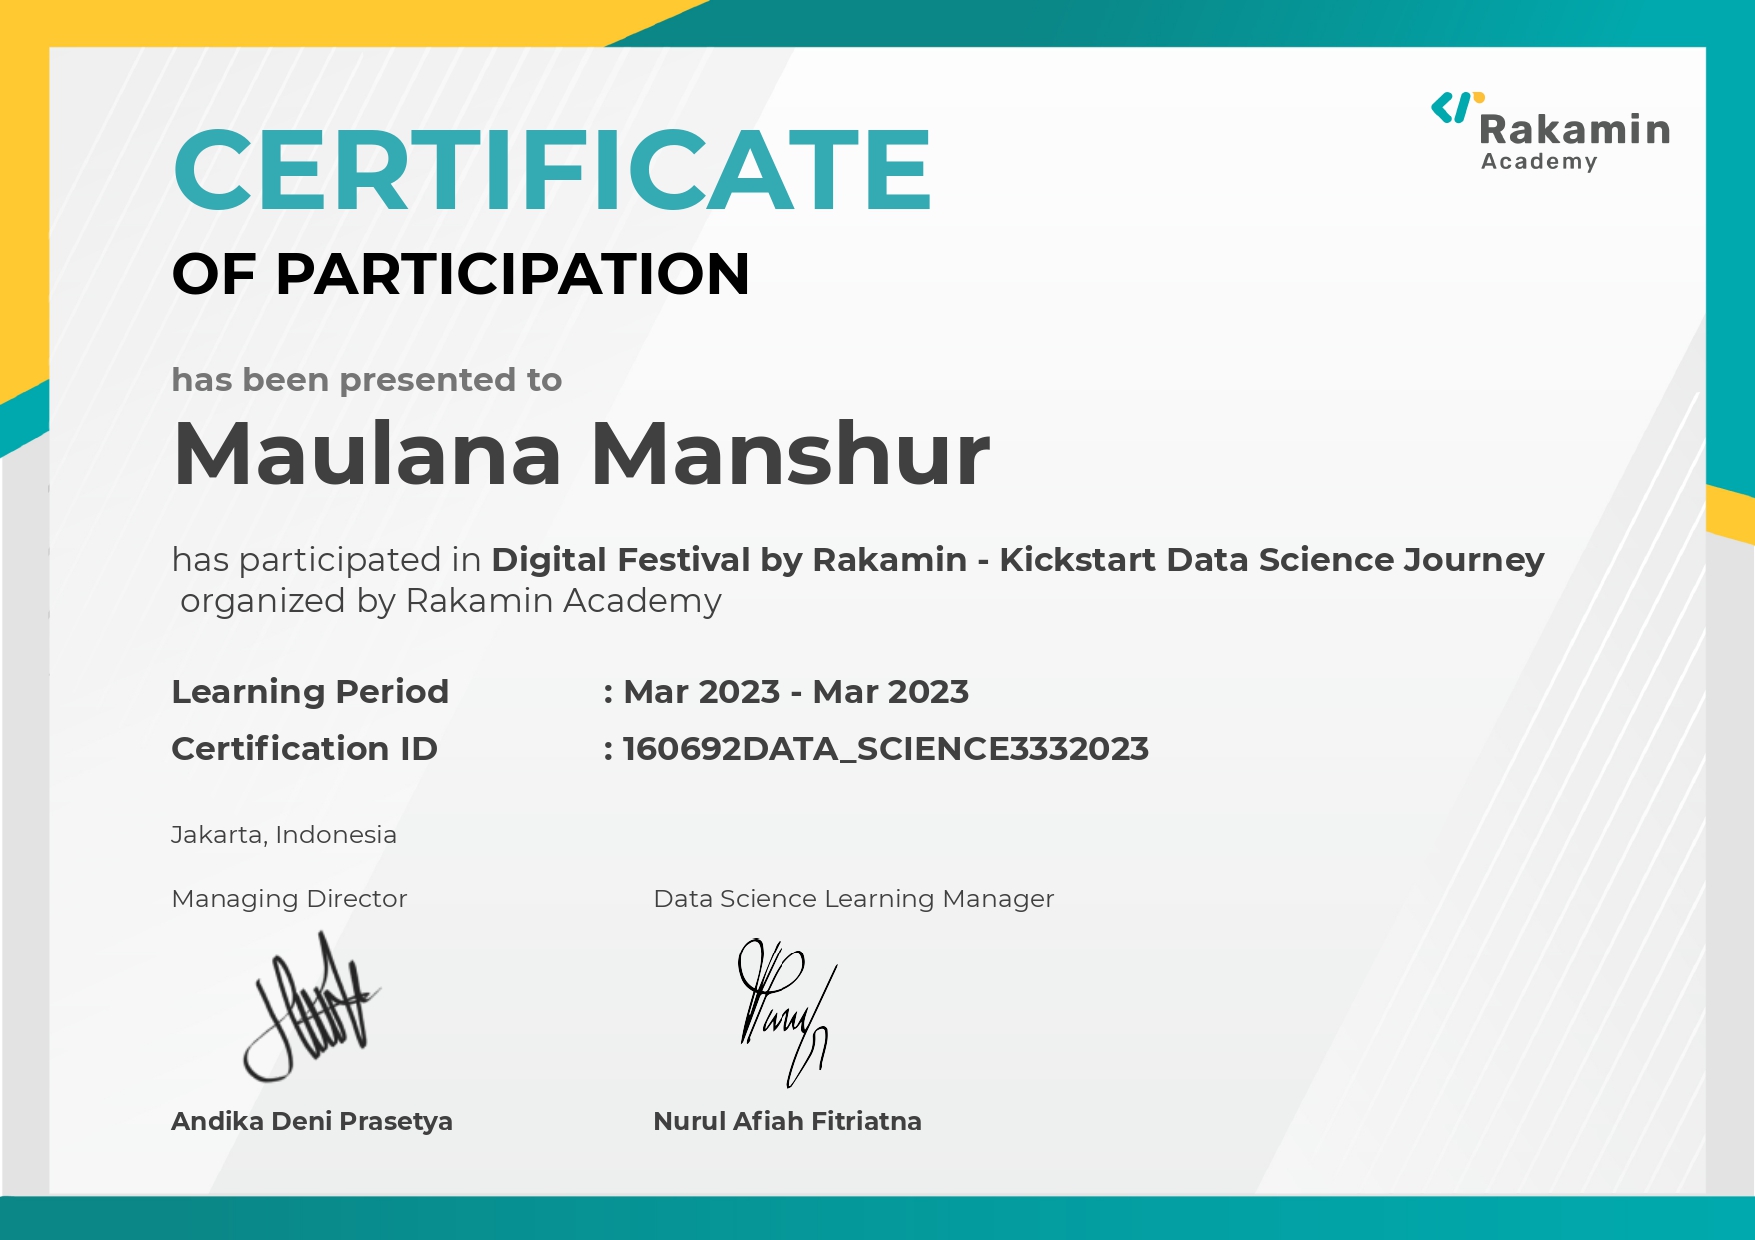 Rakamin
Academy
CERTIFICATE
OF PARTICIPATION
has been presented to
Maulana Manshur
has participated in Digital Festival by Rakamin - Kickstart Data Science Journey
organized by Rakamin Academy
Learning Period : Mar 2023 - Mar 2023
Certification ID : 160692DATA_SCIENCE3332023
Jakarta, Indonesia
Managing Director
Data Science Learning Manager
Andika Deni Prasetya
Nurul Afiah Fitriatna